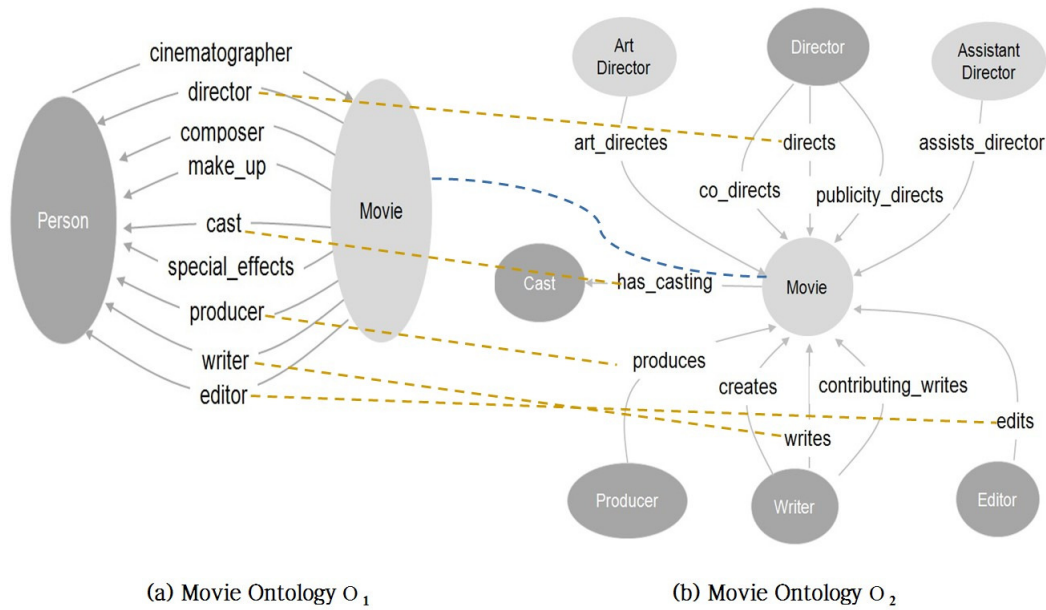 cinematographer
director
composer
make_up
Person
Movie
cast
special_effects
producer
writer
editor
Art
Director
Director
Assistant
Director
art_directes
directs
assists_director
co_directs
publicity_directs
Cast
has_casting
Movie
produces
creates
contributing_writes
writes
edits
Producer
Writer
Editor
(a) Movie Ontology O1
(b) Movie Ontology O2